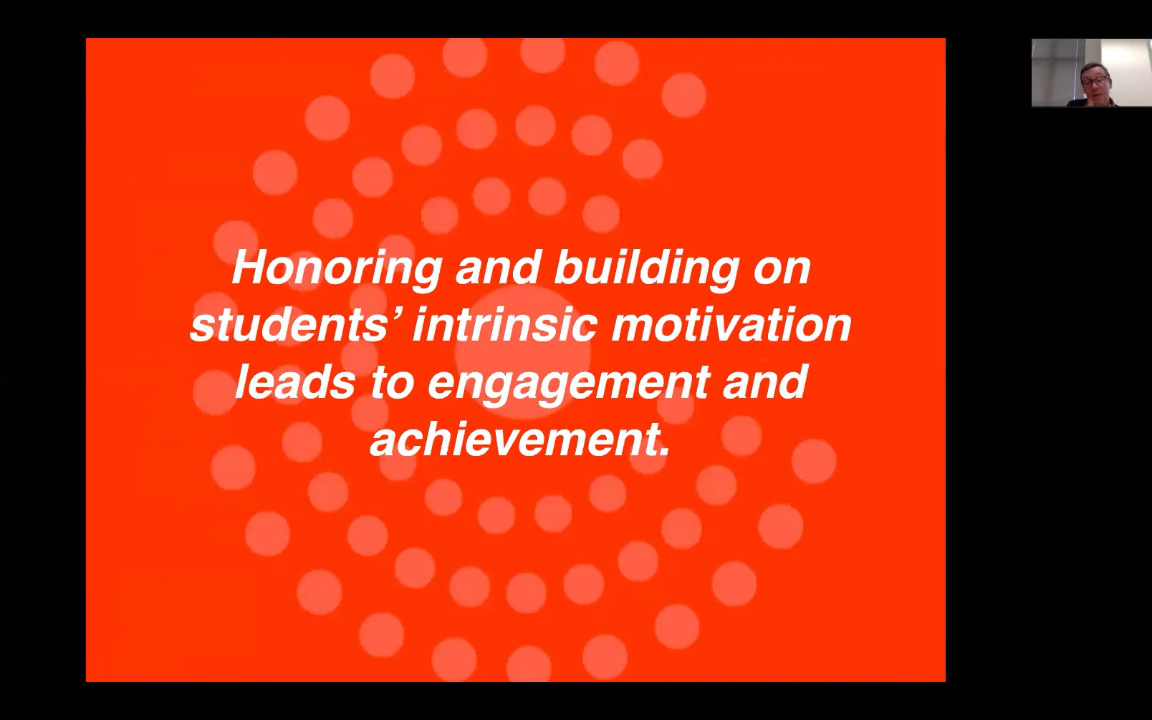 Honoring and building on
students’ intrinsic motivation
leads to engagement and
achievement.